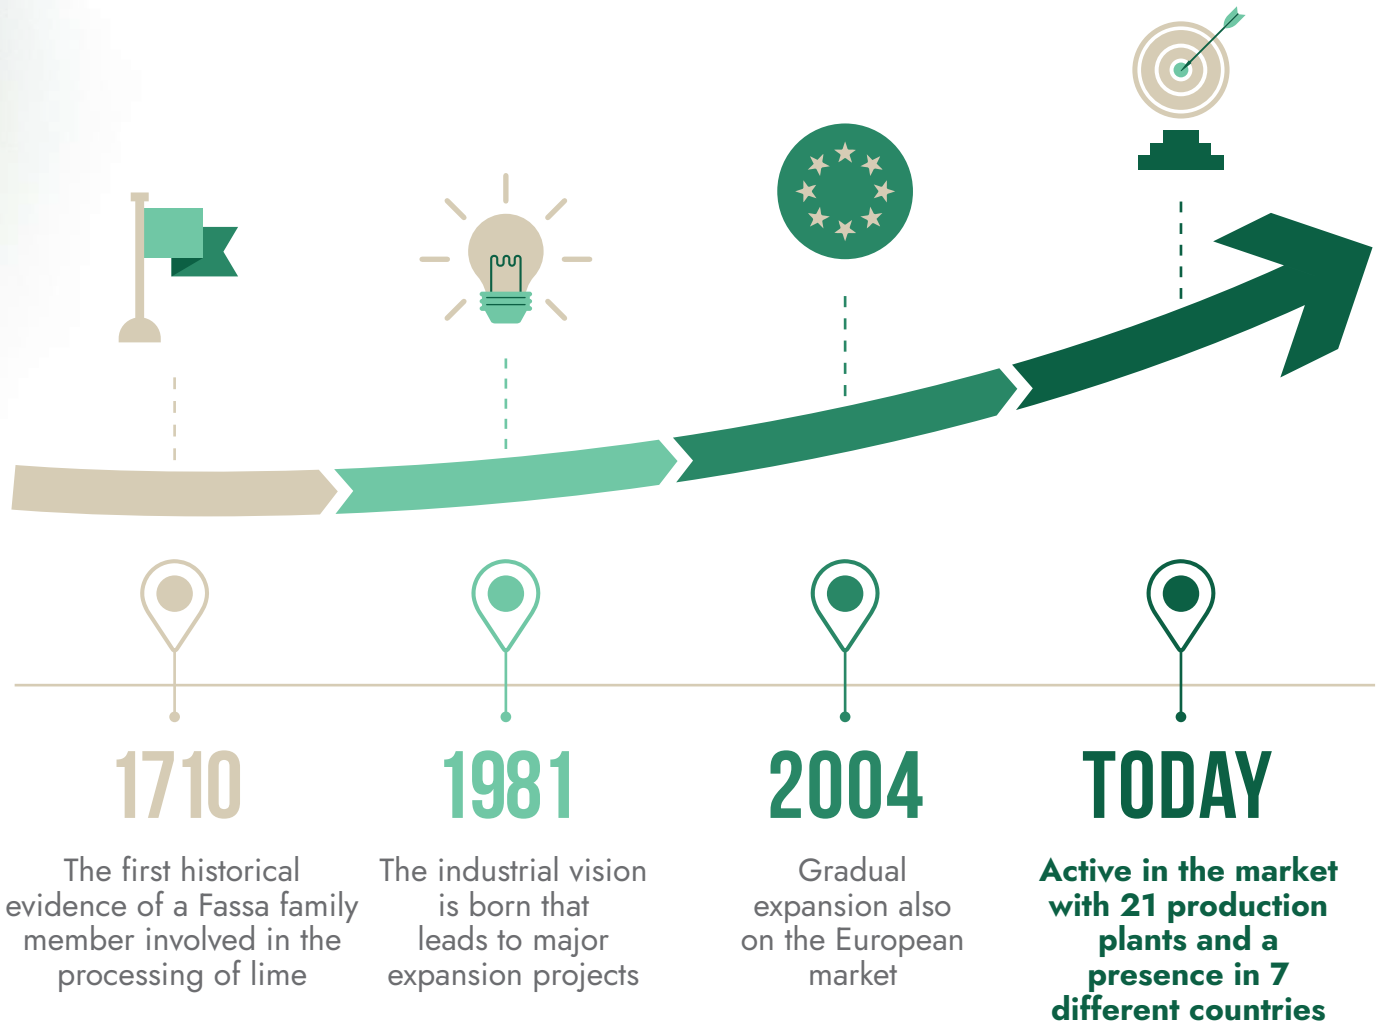 1710
The first historical
evidence of a Fassa family
member involved in the
processing of lime
1981
The industrial vision
is born that
leads to major
expansion projects
2004
Gradual
expansion also
on the European
market
TODAY
Active in the market
with 21 production
plants and a
presence in 7
different countries